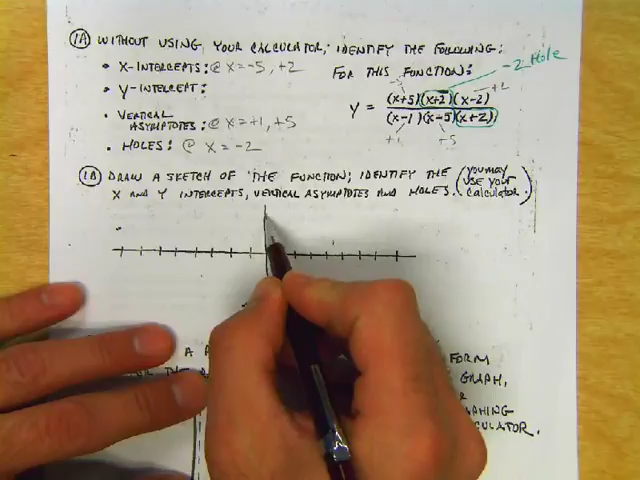 1A WITHOUT USING YOUR CALCULATOR, IDENTIFY THE FOLLOWING:
• X-INTERCEPTS: @ X=-5, +2
FOR THIS FUNCTION:
• Y-INTERCEPT:
-2 Hole
-5
+2
Y = (X+5)(X+2)(X-2)
(X-1)(X-5)(X+2)
+1
+5
• VERTICAL
ASYMPTOTES: @ X=+1, +5
• HOLES: @ X=-2
1B DRAW A SKETCH OF THE FUNCTION; IDENTIFY THE
X AND Y INTERCEPTS, VERTICAL ASYMPTOTES AND HOLES.
(YOU MAY
USE YOUR
CALCULATOR)
A
FORM
GRAPH,